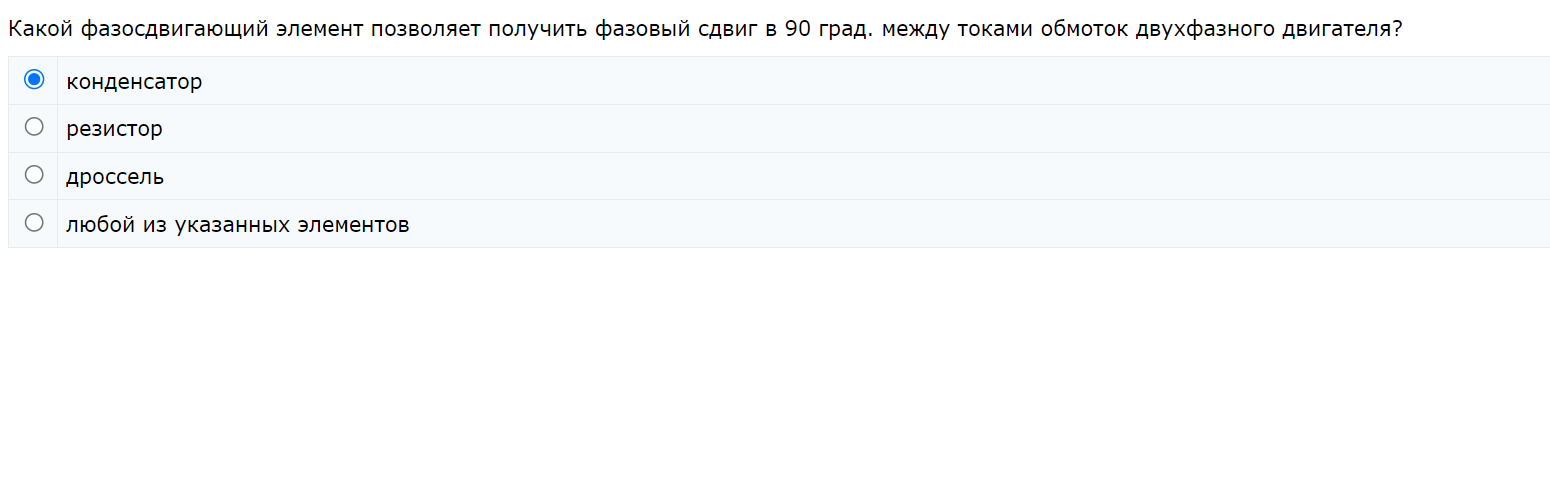 Какой фазосдвигающий элемент позволяет получить фазовый сдвиг в 90 град. между токами обмоток двухфазного двигателя?
конденсатор
резистор
дроссель
любой из указанных элементов